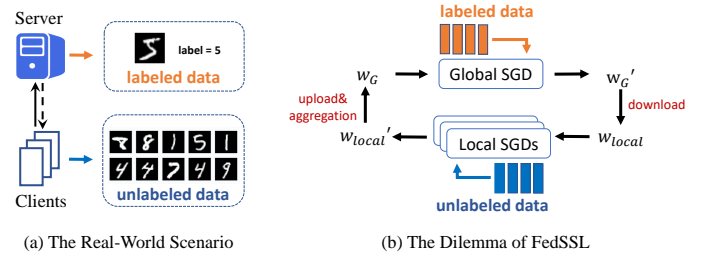 Server
label = 5
labeled data
Clients
unlabeled data
(a) The Real-World Scenario
labeled data
w_G
Global SGD
w_G′
upload&
aggregation
download
w_local′
Local SGDs
w_local
unlabeled data
(b) The Dilemma of FedSSL